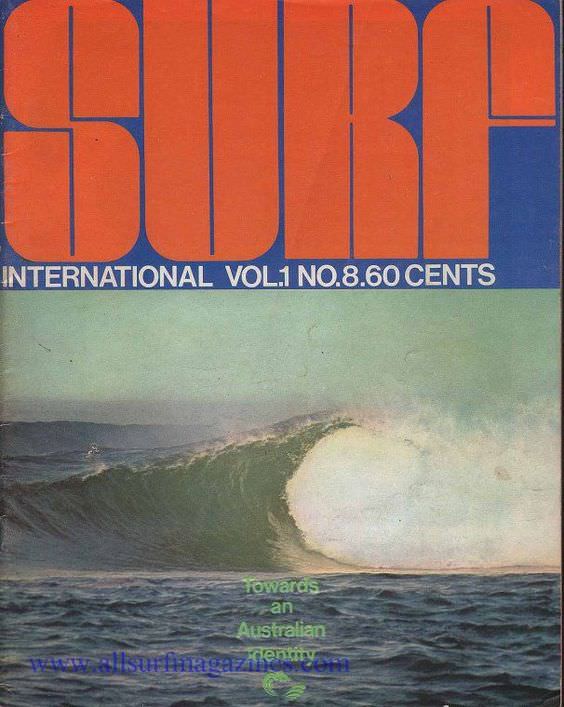 SURF
INTERNATIONAL VOL.1 NO.8.60 CENTS
Towards
an
Australian
identity
www.allsurfmagazines.com